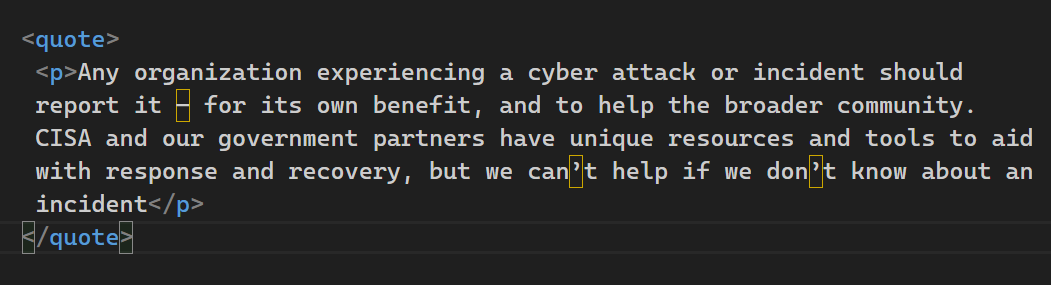 <quote>
<p>Any organization experiencing a cyber attack or incident should
report it – for its own benefit, and to help the broader community.
CISA and our government partners have unique resources and tools to aid
with response and recovery, but we can’t help if we don’t know about an
incident</p>
</quote>